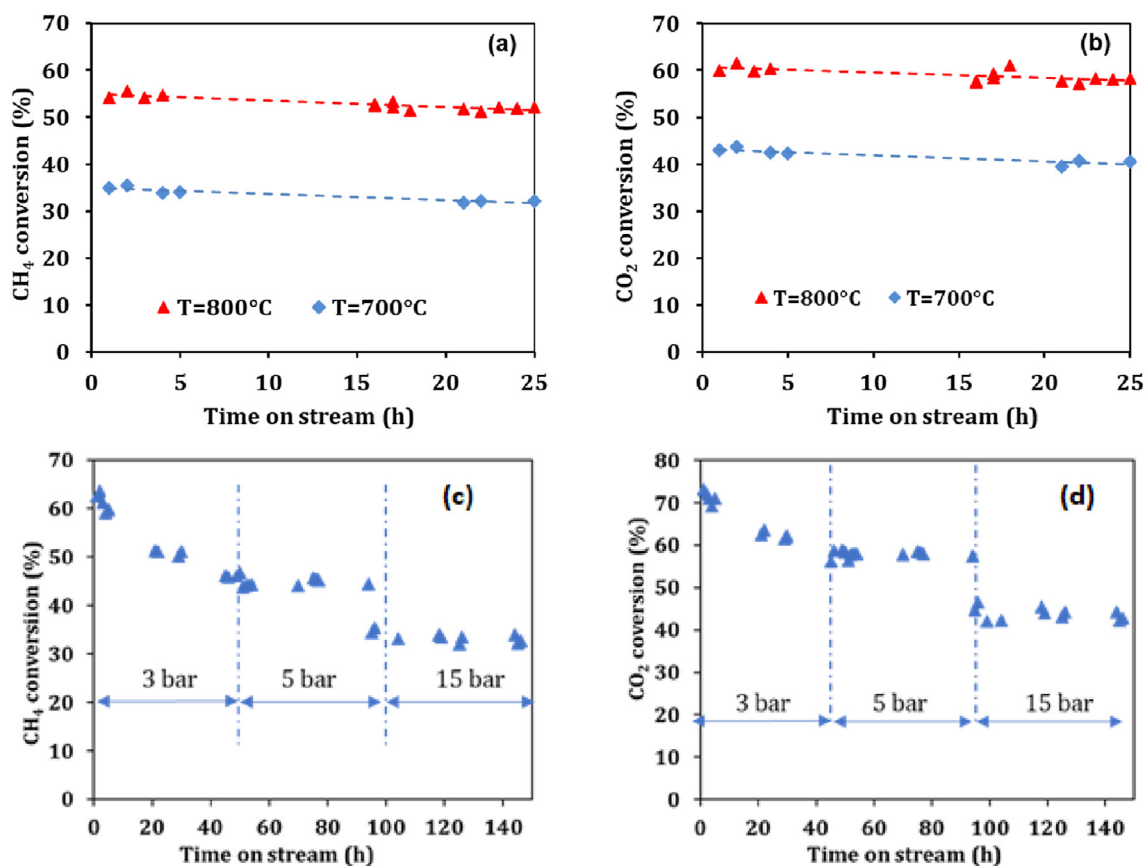 (a)
CH₄ conversion (%)
70
60
50
40
30
20
10
0
T=800°C T=700°C
0 5 10 15 20 25
Time on stream (h)
(b)
CO₂ conversion (%)
70
60
50
40
30
20
10
0
T=800°C T=700°C
0 5 10 15 20 25
Time on stream (h)
(c)
CH₄ conversiion (%)
70
60
50
40
30
20
10
0
3 bar 5 bar 15 bar
0 20 40 60 80 100 120 140
Time on stream (h)
(d)
CO₂ coversion (%)
80
70
60
50
40
30
20
10
0
3 bar 5 bar 15 bar
0 20 40 60 80 100 120 140
Time on stream (h)